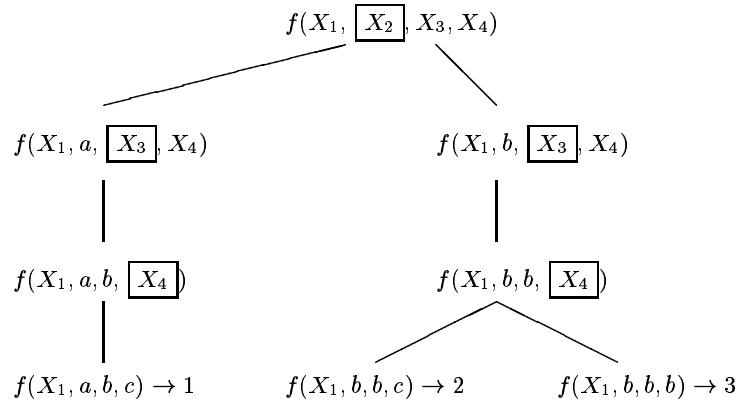 f(X₁, X₂, X₃, X₄)
f(X₁, a, X₃, X₄) f(X₁, b, X₃, X₄)
f(X₁, a, b, X₄) f(X₁, b, b, X₄)
f(X₁, a, b, c) → 1 f(X₁, b, b, c) → 2 f(X₁, b, b, b) → 3